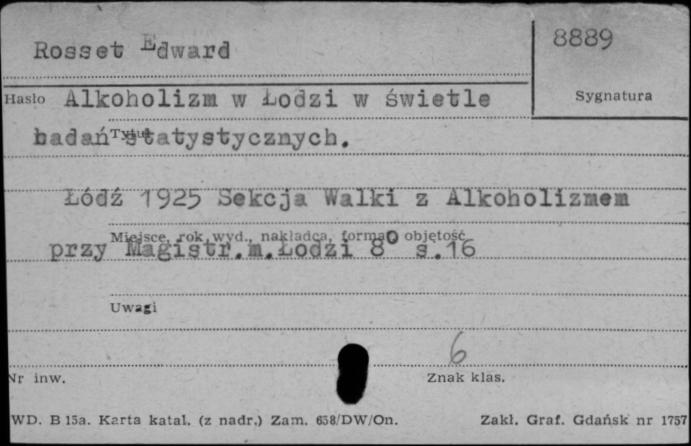 Rosset Edward
8889
Sygnatura
Hasło Alkoholizm w Łodzi w świetle
Tytuł
badań statystycznych.
Łódź 1925 Sekcja Walki z Alkoholizmem
Miejsce, rok wyd., nakładca, format objętość
przy Magistr.m.Łodzi 8° s.16
Uwagi
6
Nr inw.
Znak klas.
WD. B 15a. Karta katal. (z nadr.) Zam. 658/DW/On.
Zakł. Graf. Gdańsk nr 1757